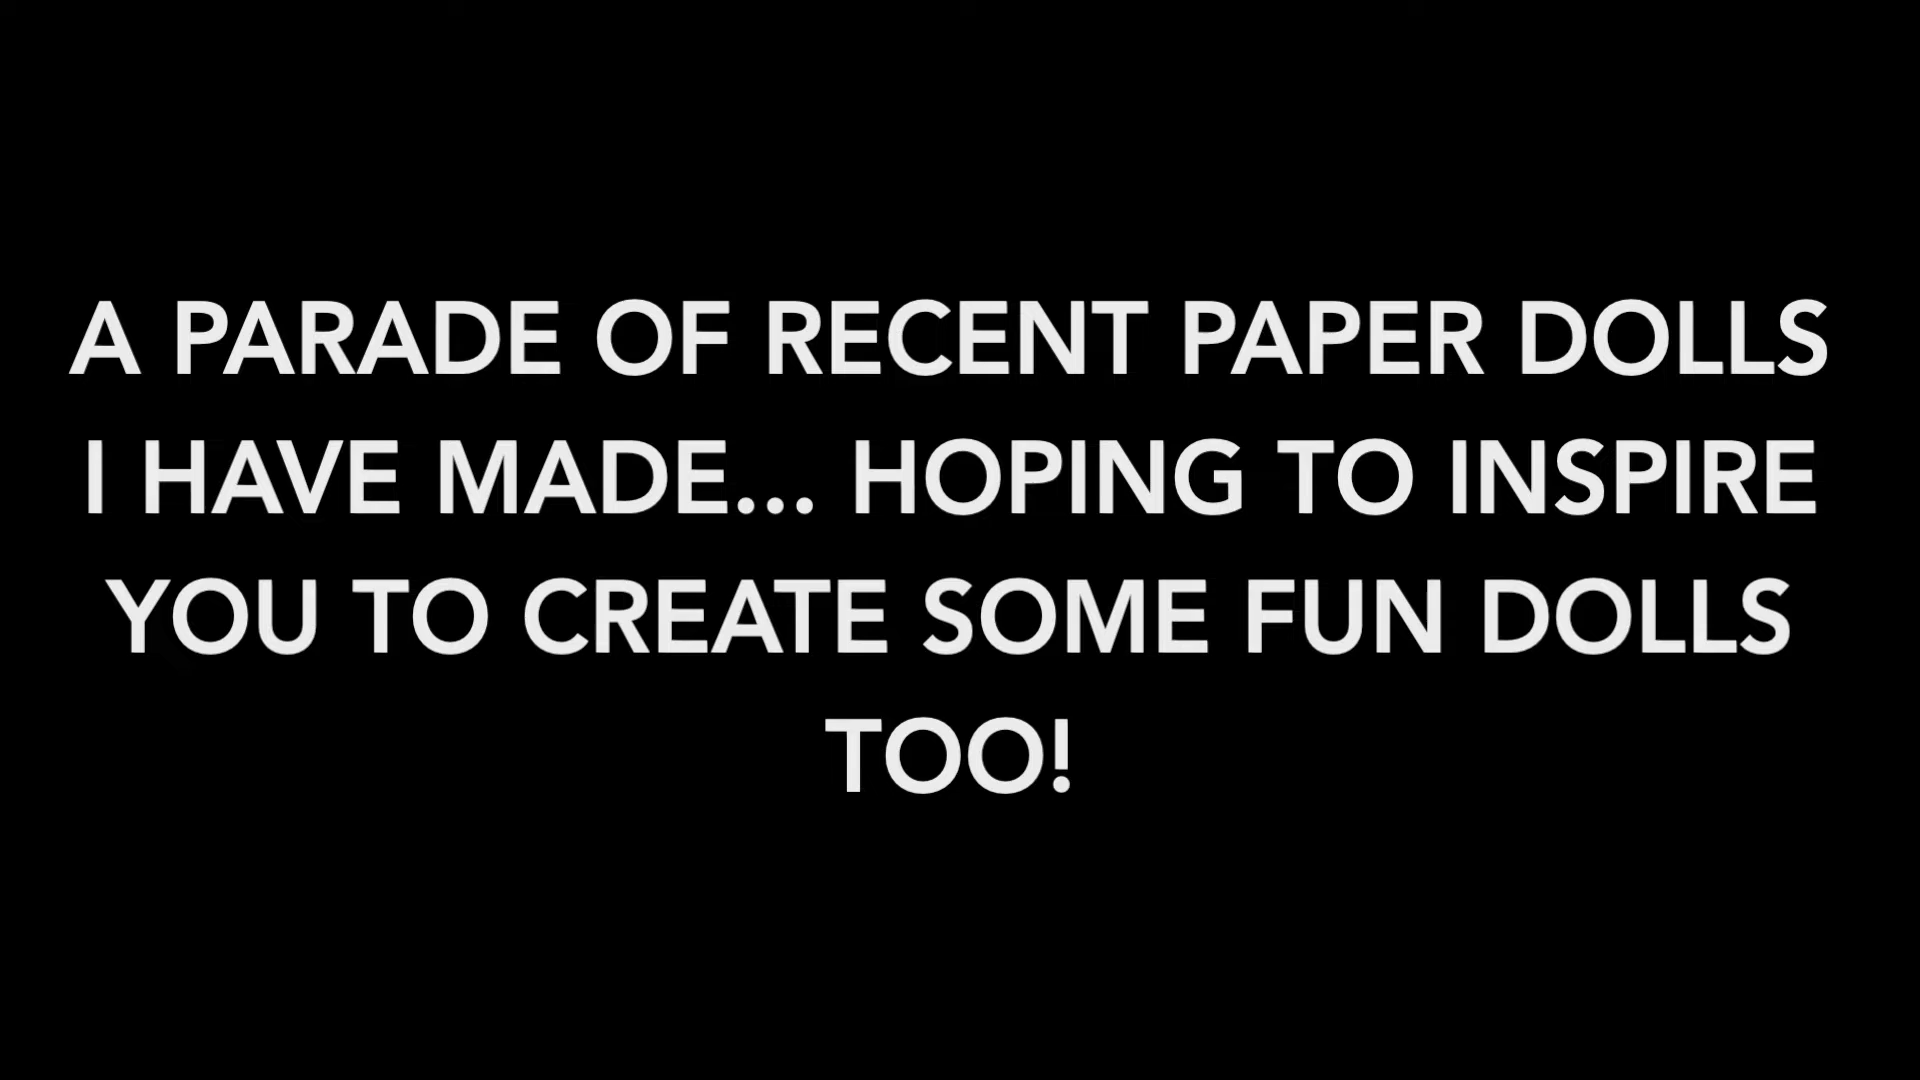 A PARADE OF RECENT PAPER DOLLS
I HAVE MADE... HOPING TO INSPIRE
YOU TO CREATE SOME FUN DOLLS
TOO!